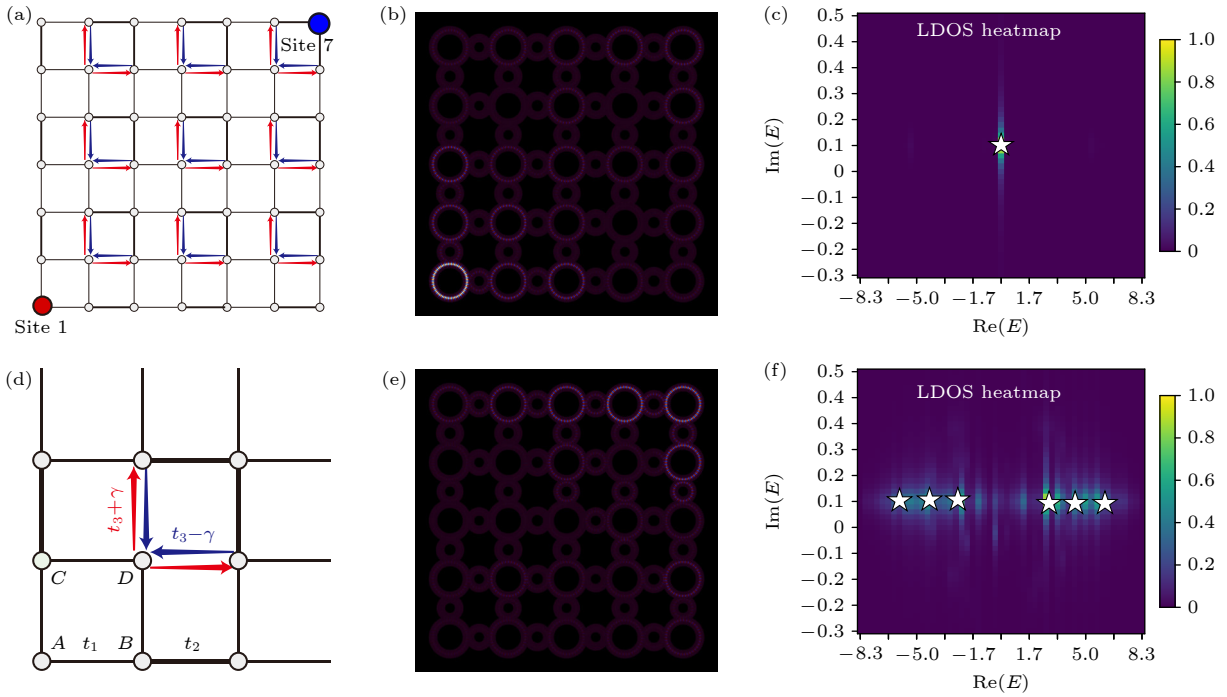 (a)
Site 7
Site 1
(b)
(c)
LDOS heatmap
0.5
0.4
0.3
0.2
0.1
0
−0.1
−0.2
−0.2
−0.3
Im(E)
−8.3 −5.0 −1.7 1.7 5.0 8.3
Re(E)
1.0
0.8
0.6
0.4
0.2
0
(d)
t₃+γ
t₃−γ
C D
A t₁ B t₂
(e)
(f)
LDOS heatmap
0.5
0.4
0.3
0.2
0.1
0
−0.1
−0.2
−0.2
−0.3
Im(E)
−8.3 −5.0 −1.7 1.7 5.0 8.3
Re(E)
1.0
0.8
0.6
0.4
0.2
0